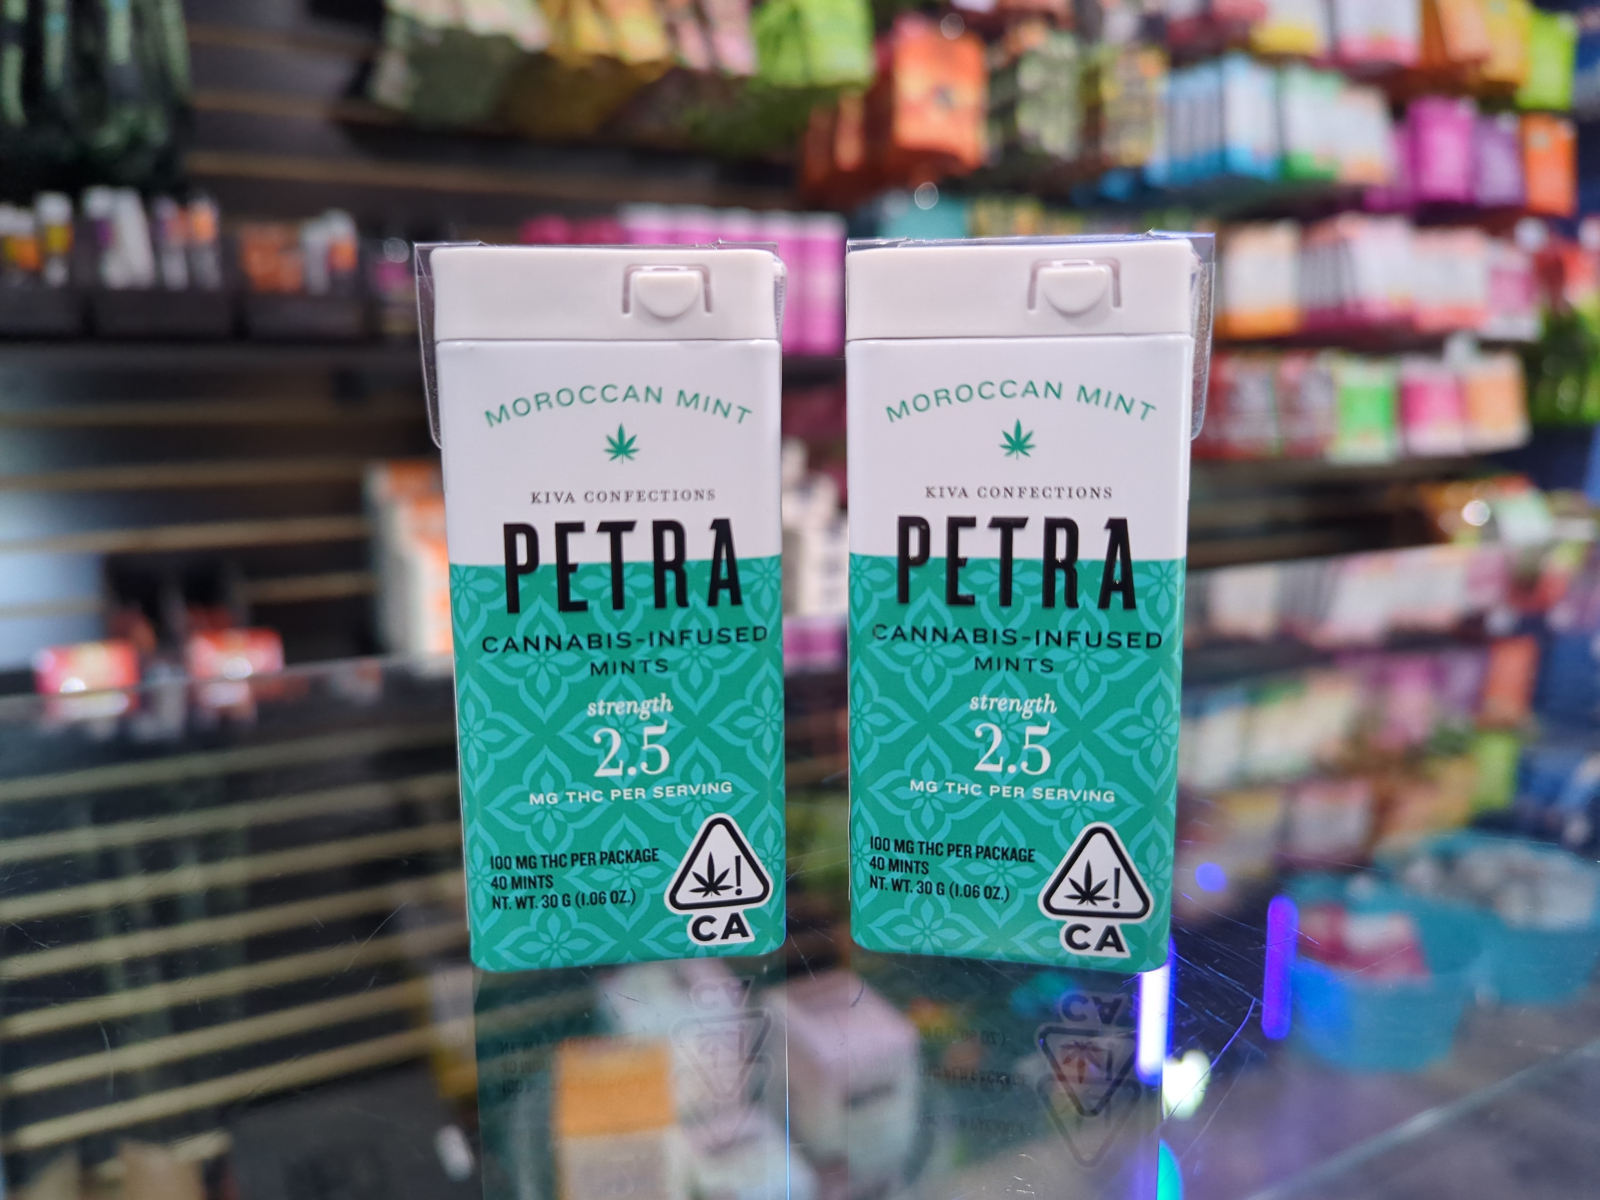 MOROCCAN MINT
KIVA CONFECTIONS
PETRA
CANNABIS-INFUSED
MINTS
strength
2.5
MG THC PER SERVING
100 MG THC PER PACKAGE
40 MINTS
NT. WT. 30 G (1.06 OZ.)
!
CA
MOROCCAN MINT
KIVA CONFECTIONS
PETRA
CANNABIS-INFUSED
MINTS
strength
2.5
MG THC PER SERVING
100 MG THC PER PACKAGE
40 MINTS
NT. WT. 30 G (1.06 OZ.)
!
CA